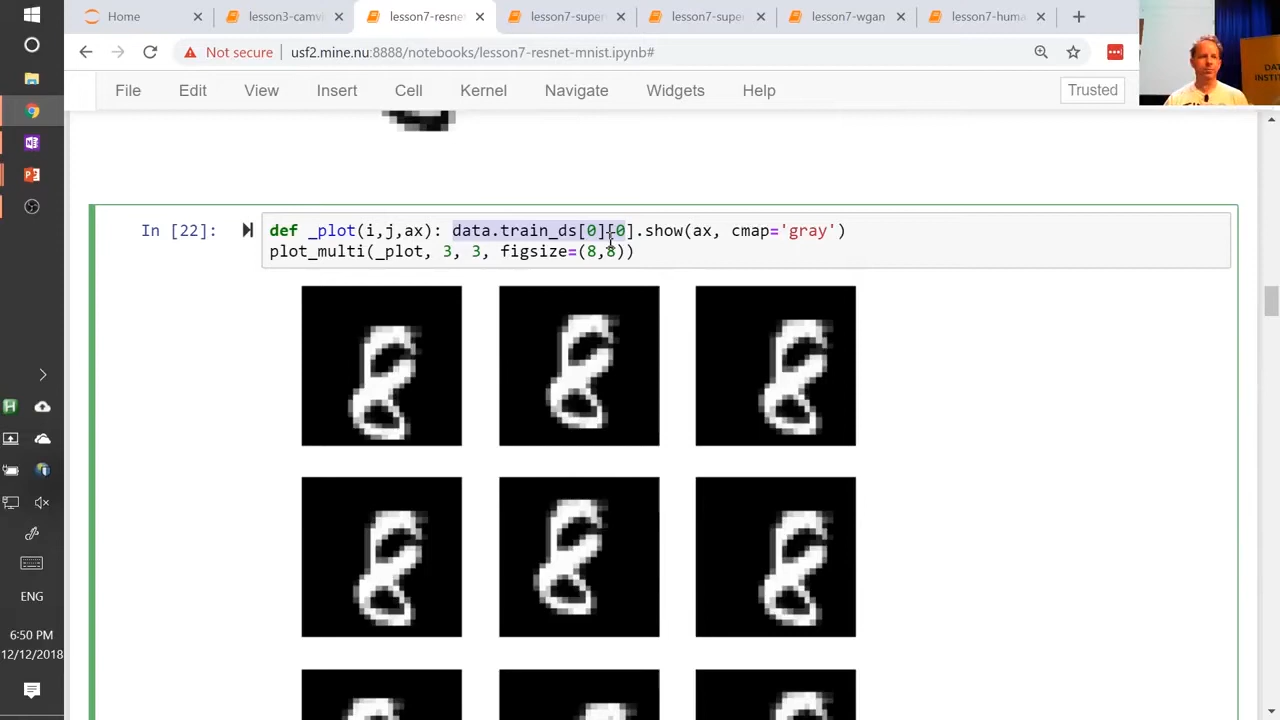 Home
lesson3-camvi
lesson7-resne
lesson7-super
lesson7-super
lesson7-wgan
lesson7-huma
Not secure
usf2.mine.nu:8888/notebooks/lesson7-resnet-mnist.ipynb#
File Edit View Insert Cell Kernel Navigate Widgets Help
Trusted
DAT
INSTIT
In [22]:
def _plot(i,j,ax): data.train_ds[0][0].show(ax, cmap='gray')
plot_multi(_plot, 3, 3, figsize=(8,8))
ENG
6:50 PM
12/12/2018